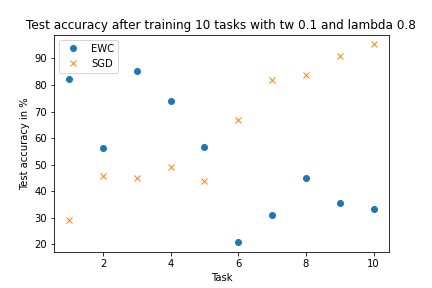 Test accuracy after training 10 tasks with tw 0.1 and lambda 0.8
EWC
SGD
Test accuracy in %
90
80
70
60
50
40
30
20
2 4 6 8 10
Task